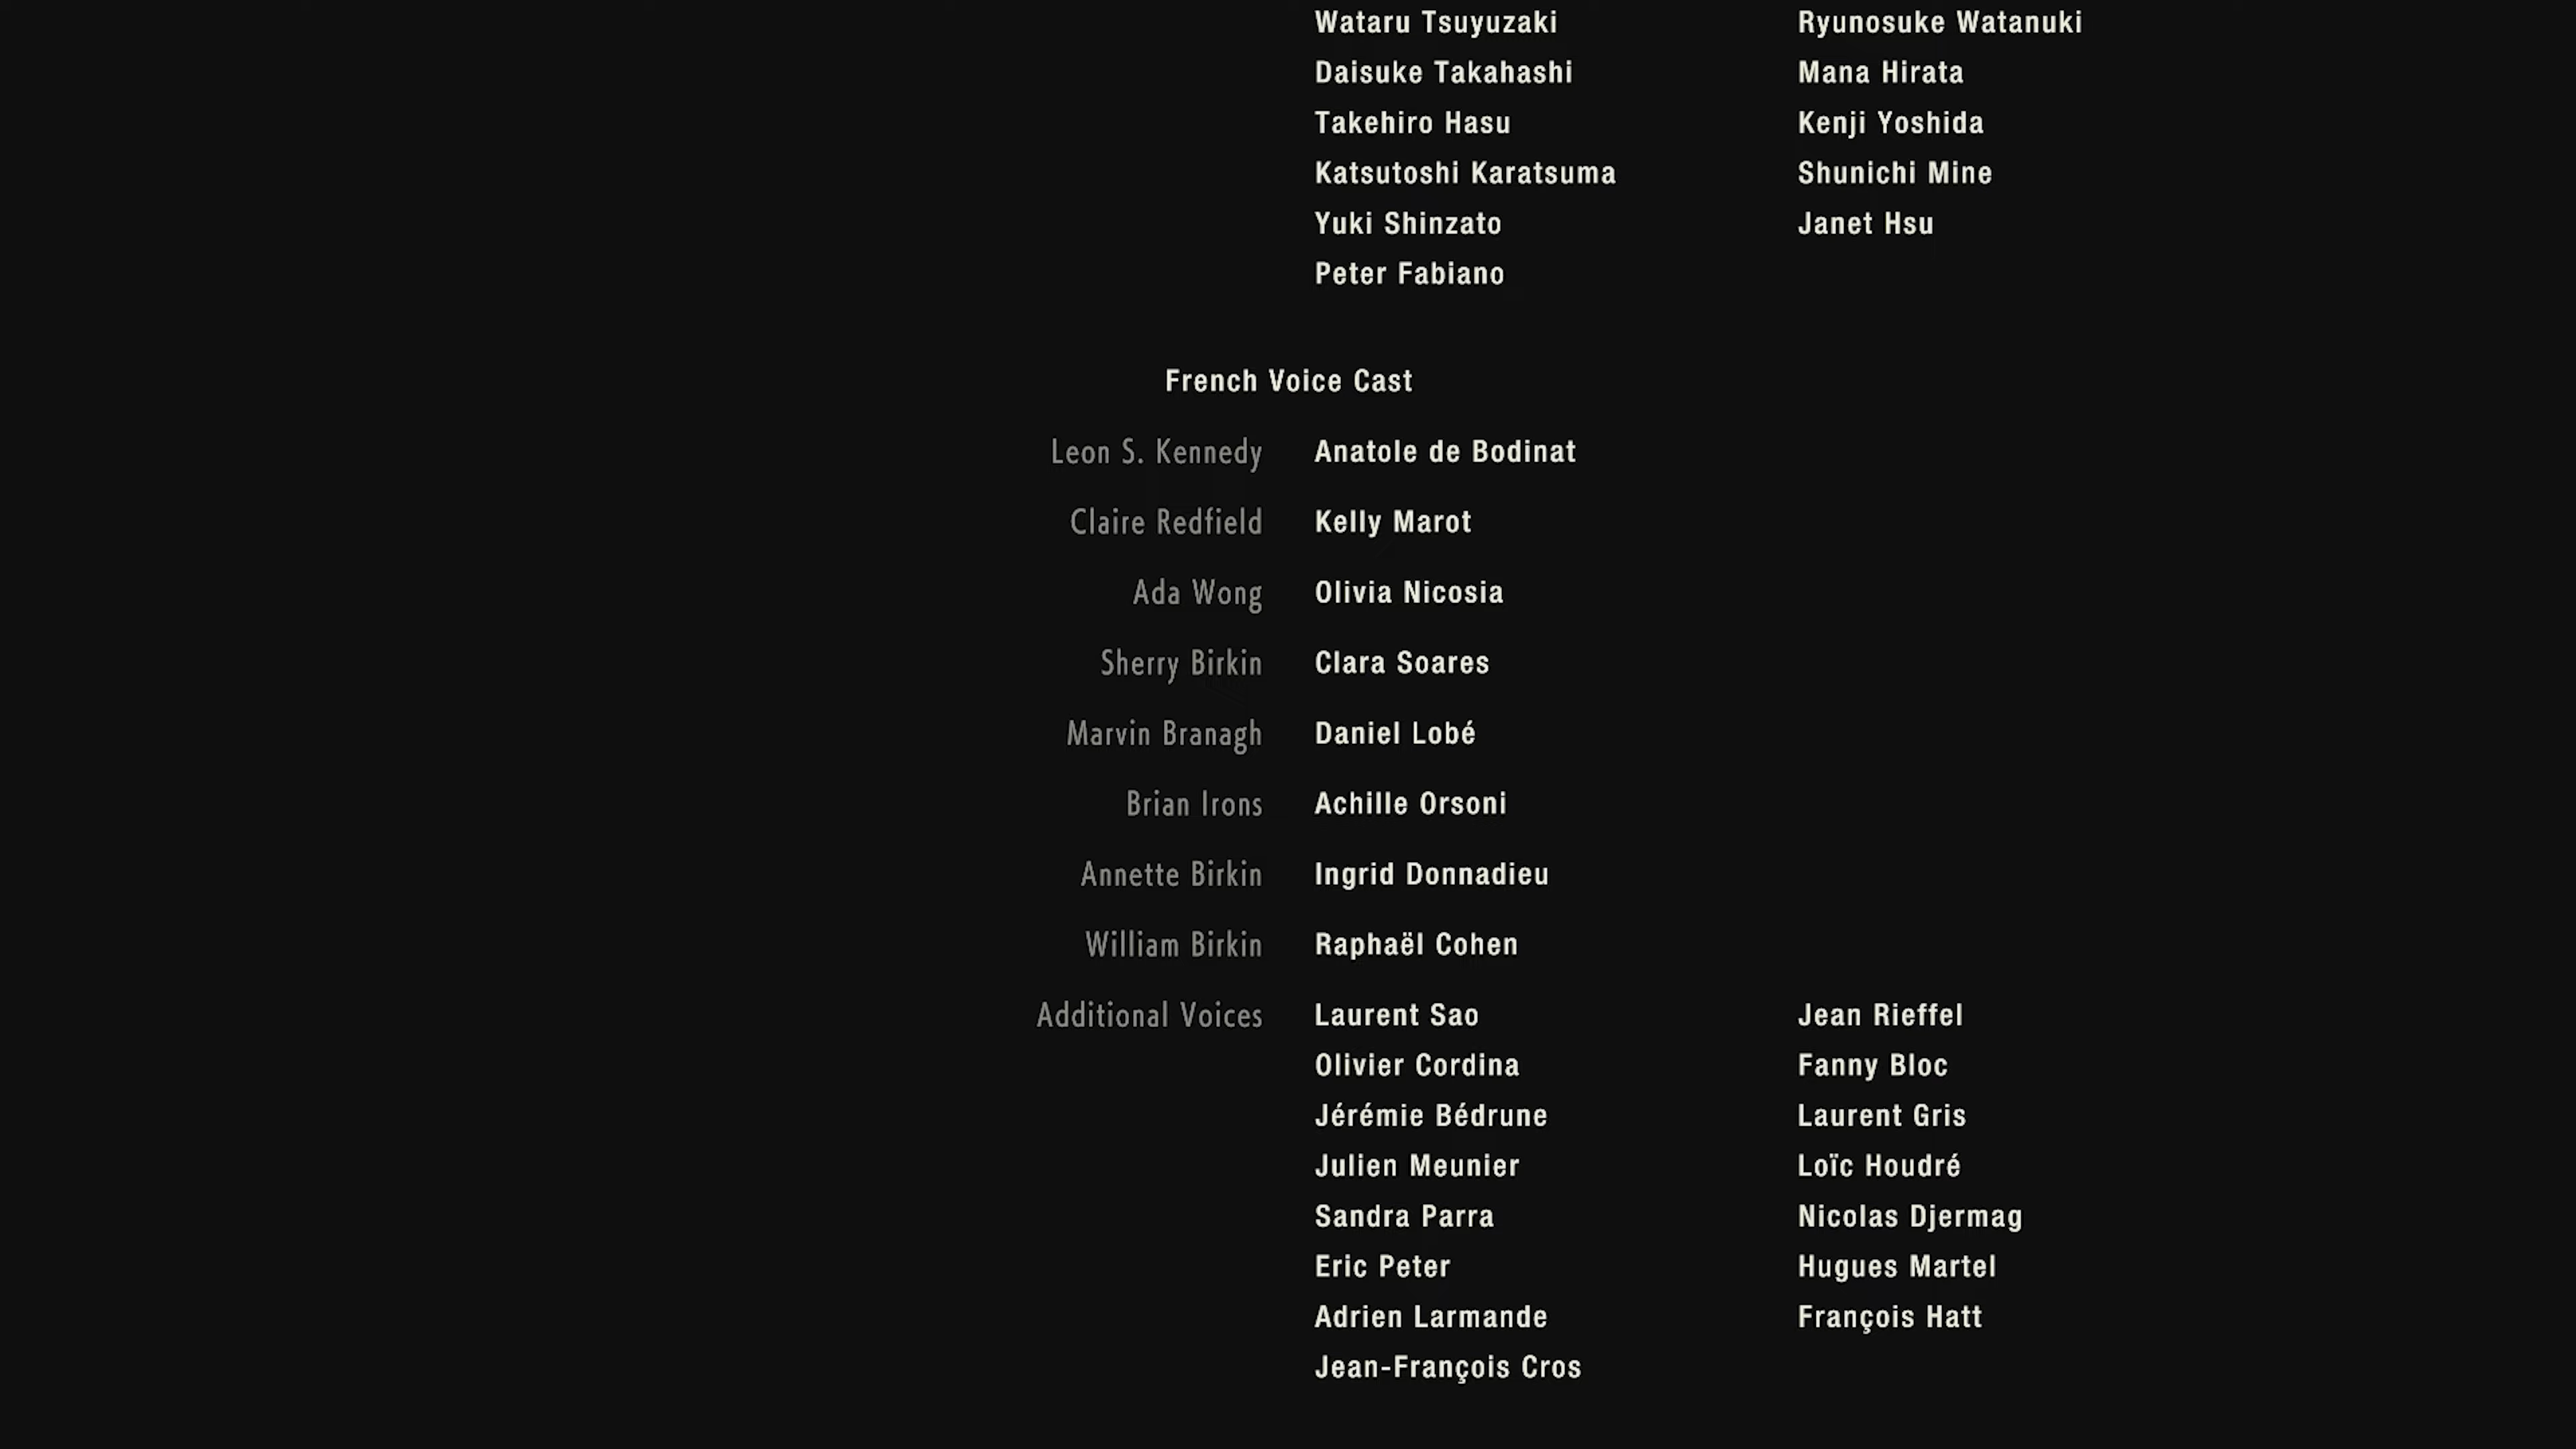 Wataru Tsuyuzaki Ryunosuke Watanuki
Daisuke Takahashi Mana Hirata
Takehiro Hasu Kenji Yoshida
Katsutoshi Karatsuma Shunichi Mine
Yuki Shinzato Janet Hsu
Peter Fabiano
French Voice Cast
Leon S. Kennedy Anatole de Bodinat
Claire Redfield Kelly Marot
Ada Wong Olivia Nicosia
Sherry Birkin Clara Soares
Marvin Branagh Daniel Lobé
Brian Irons Achille Orsoni
Annette Birkin Ingrid Donnadieu
William Birkin Raphaël Cohen
Additional Voices Laurent Sao Jean Rieffel
Olivier Cordina Fanny Bloc
Jérémie Bédrune Laurent Gris
Julien Meunier Loïc Houdré
Sandra Parra Nicolas Djermag
Eric Peter Hugues Martel
Adrien Larmande François Hatt
Jean-François Cros